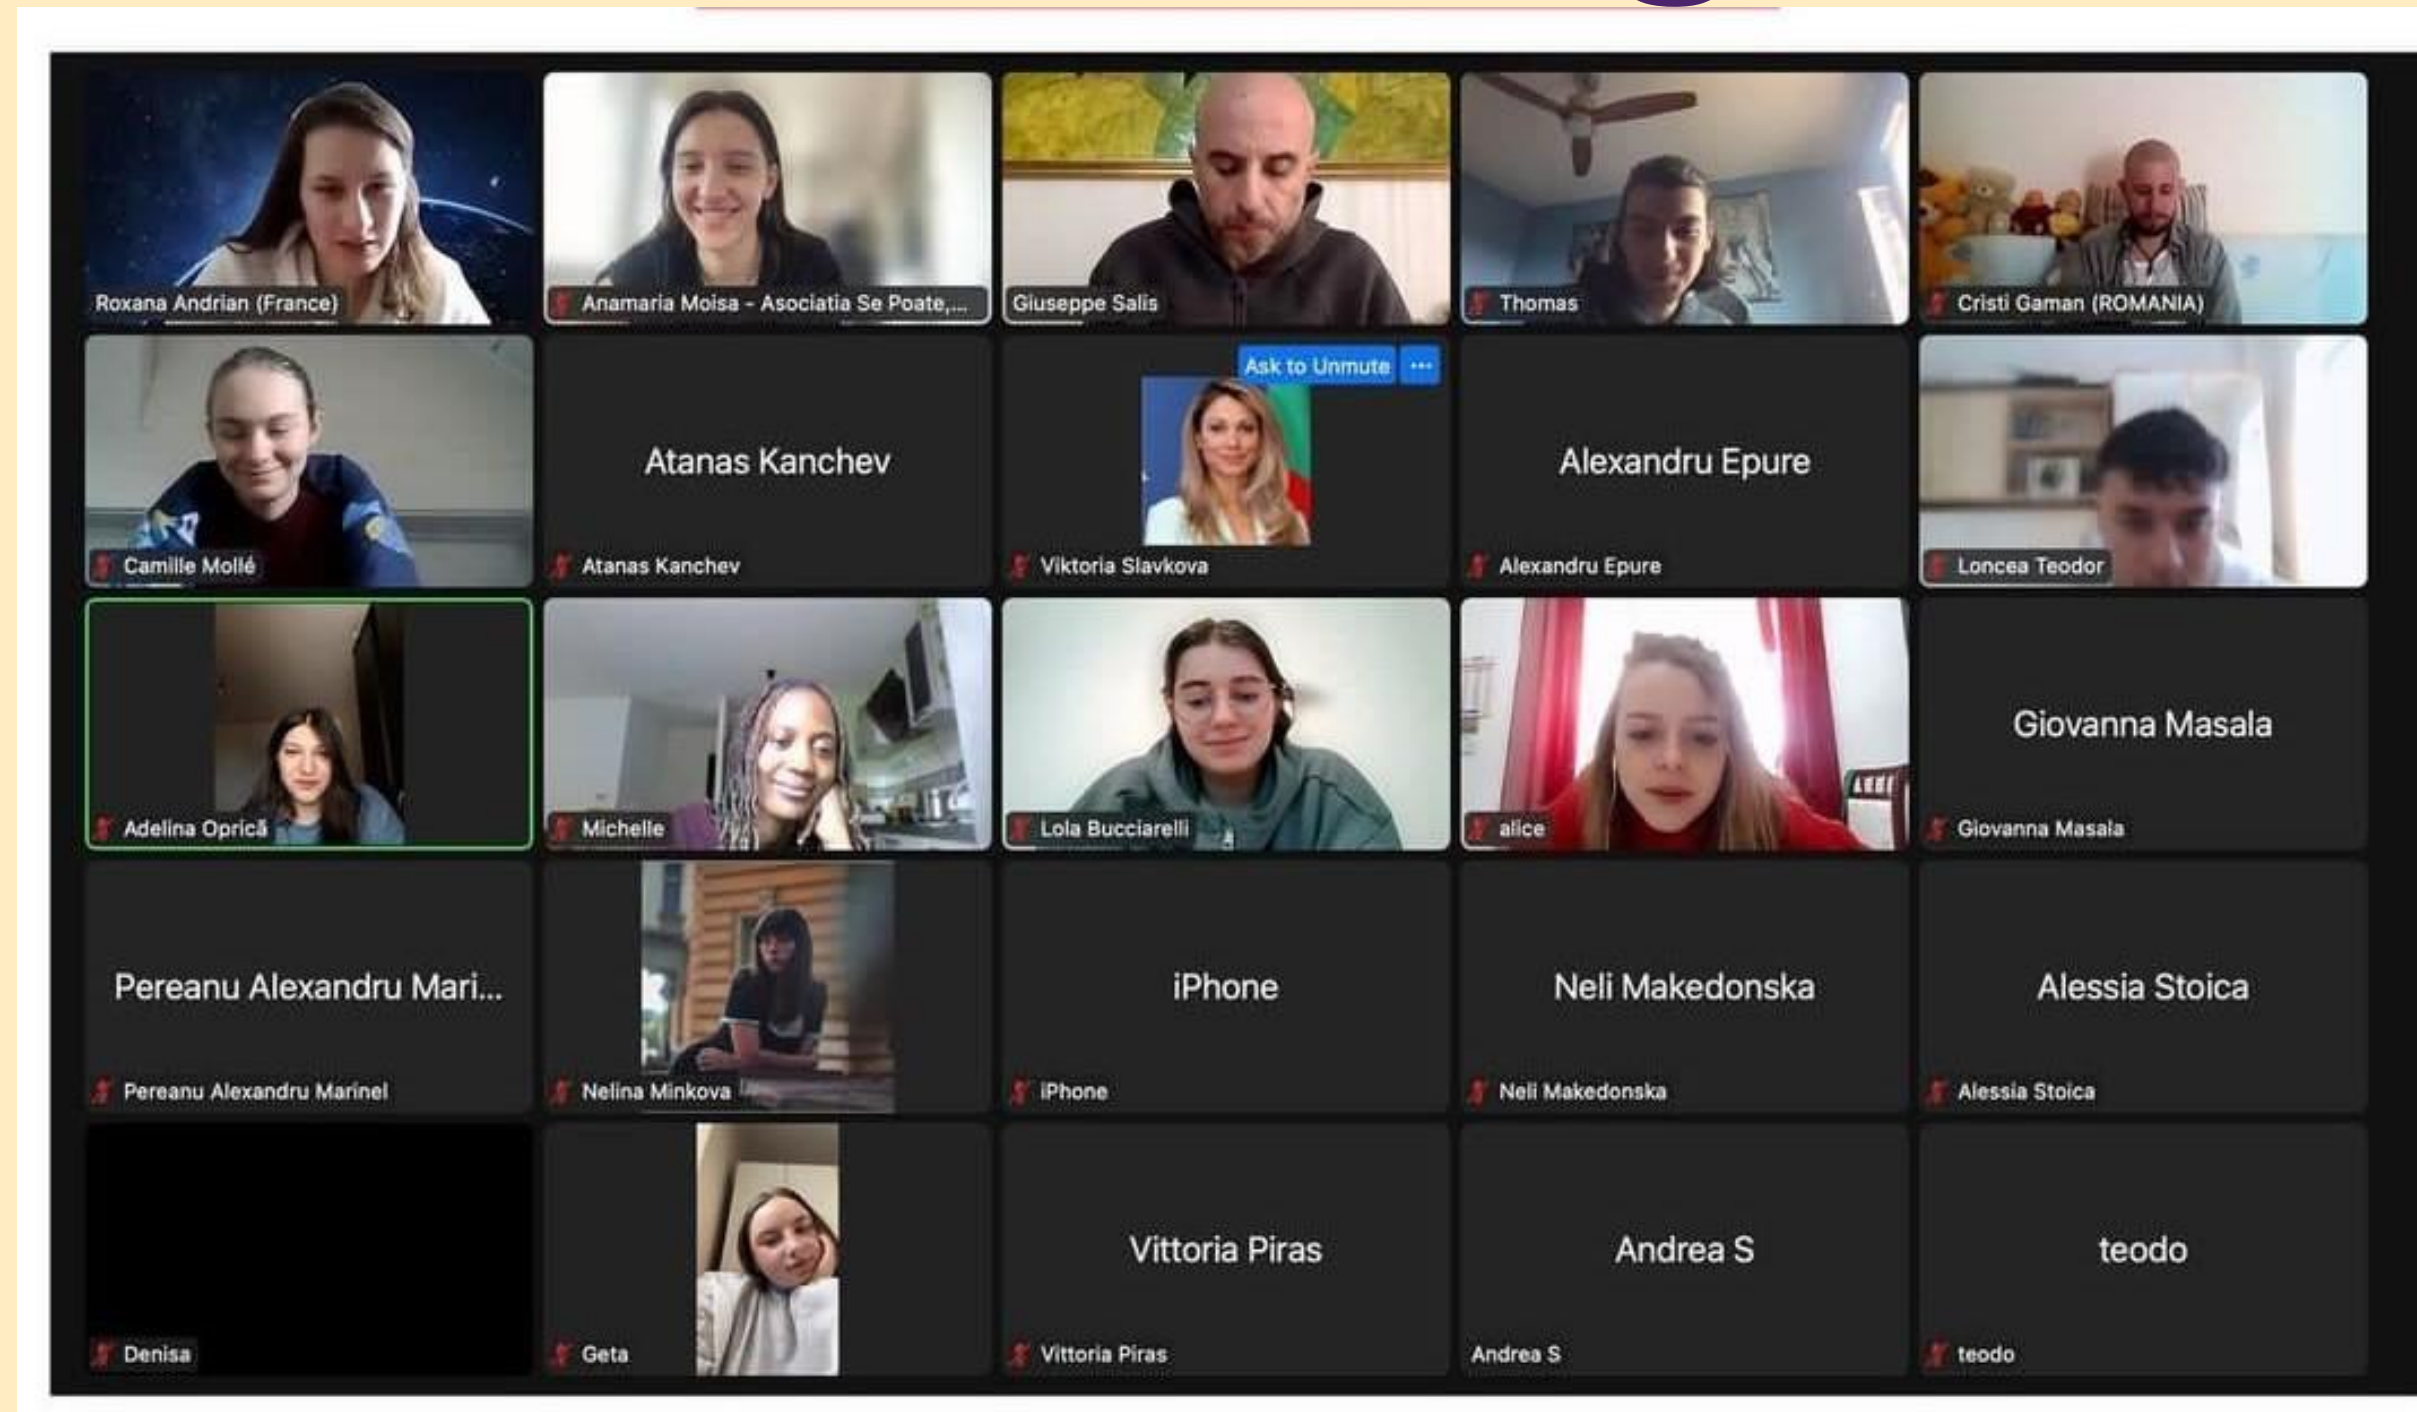 Roxana Andrian (France)
Anamaria Moisa - Asociatia Se Poate,...
Giuseppe Salis
Thomas
Cristi Gaman (ROMANIA)
Camille Mollé
Atanas Kanchev
Atanas Kanchev
Ask to Unmute ...
Viktoria Slavkova
Alexandru Epure
Alexandru Epure
Loncea Teodor
Adelina Oprică
Michelle
Lola Bucciarelli
alice
Giovanna Masala
Giovanna Masala
Pereanu Alexandru Mari...
Pereanu Alexandru Marinel
Nelina Minkova
iPhone
iPhone
Neli Makedonska
Neli Makedonska
Alessia Stoica
Alessia Stoica
Denisa
Geta
Vittoria Piras
Vittoria Piras
Andrea S
Andrea S
teodo
teodo